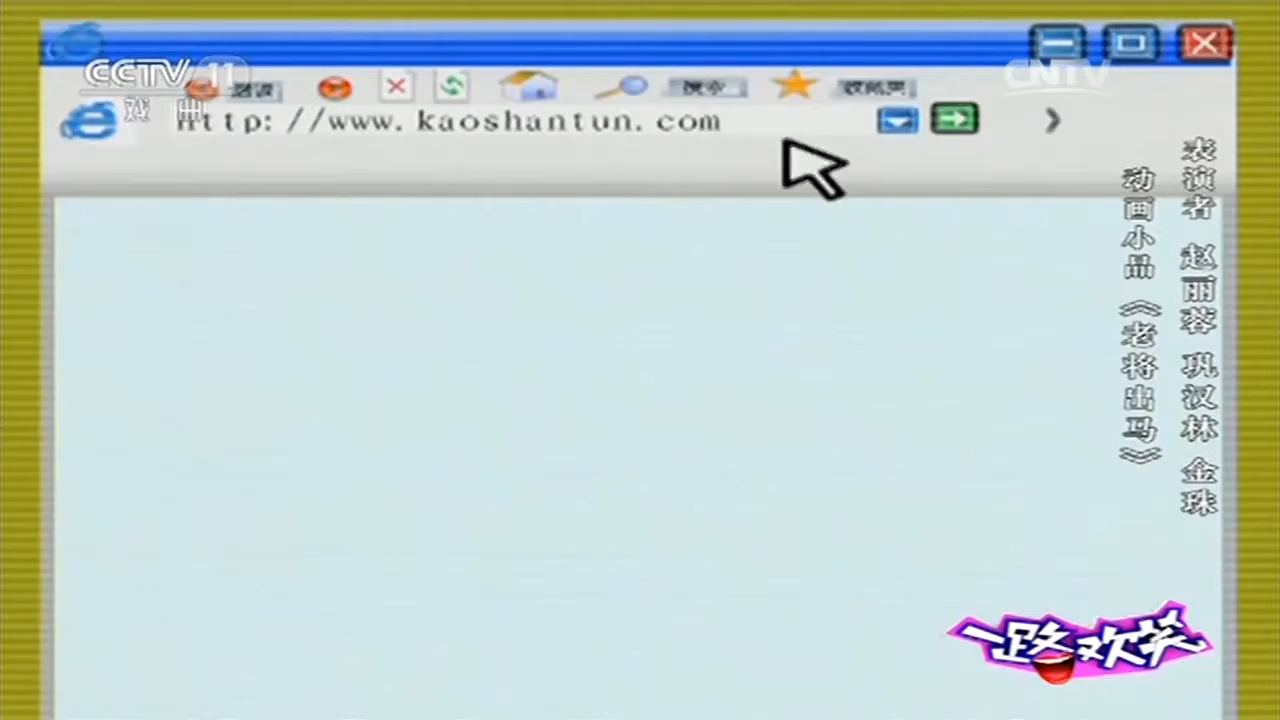 CCTV 11
戏曲
CNTV
Http://www.kaoshantun.com
表演者 赵丽蓉 巩汉林 金珠
动画小品《老将出马》
一路欢笑